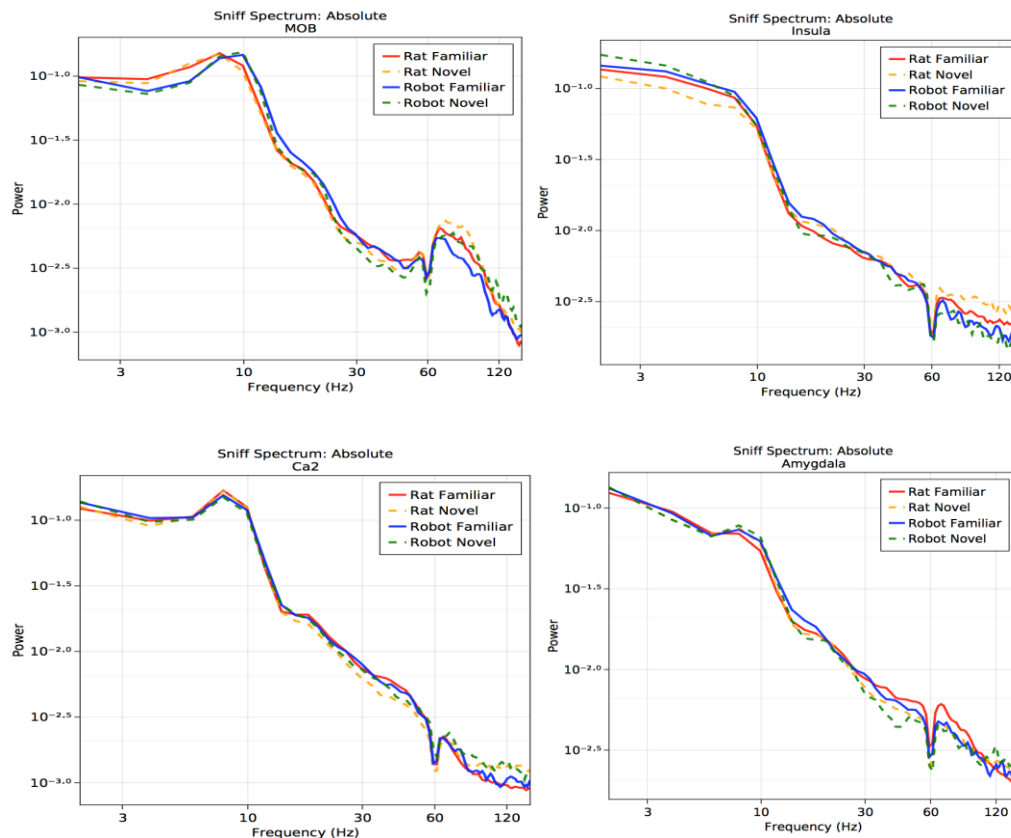 Sniff Spectrum: Absolute
MOB
Power
10^-1.0
10^-1.5
10^-2.0
10^-2.5
10^-3.0
Rat Familiar
Rat Novel
Robot Familiar
Robot Novel
3 10 30 60 120
Frequency (Hz)
Sniff Spectrum: Absolute
Insula
Power
10^-1.0
10^-1.5
10^-2.0
10^-2.5
Rat Familiar
Rat Novel
Robot Familiar
Robot Novel
3 10 30 60 120
Frequency (Hz)
Sniff Spectrum: Absolute
Ca2
Power
10^-1.0
10^-1.5
10^-2.0
10^-2.5
10^-3.0
Rat Familiar
Rat Novel
Robot Familiar
Robot Novel
3 10 30 60 120
Frequency (Hz)
Sniff Spectrum: Absolute
Amygdala
Power
10^-1.0
10^-1.5
10^-2.0
10^-2.5
Rat Familiar
Rat Novel
Robot Familiar
Robot Novel
3 10 30 60 120
Frequency (Hz)